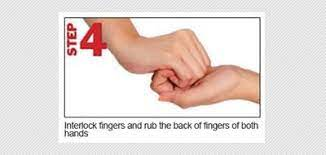 STEP 4
Interlock fingers and rub the back of fingers of both
hands